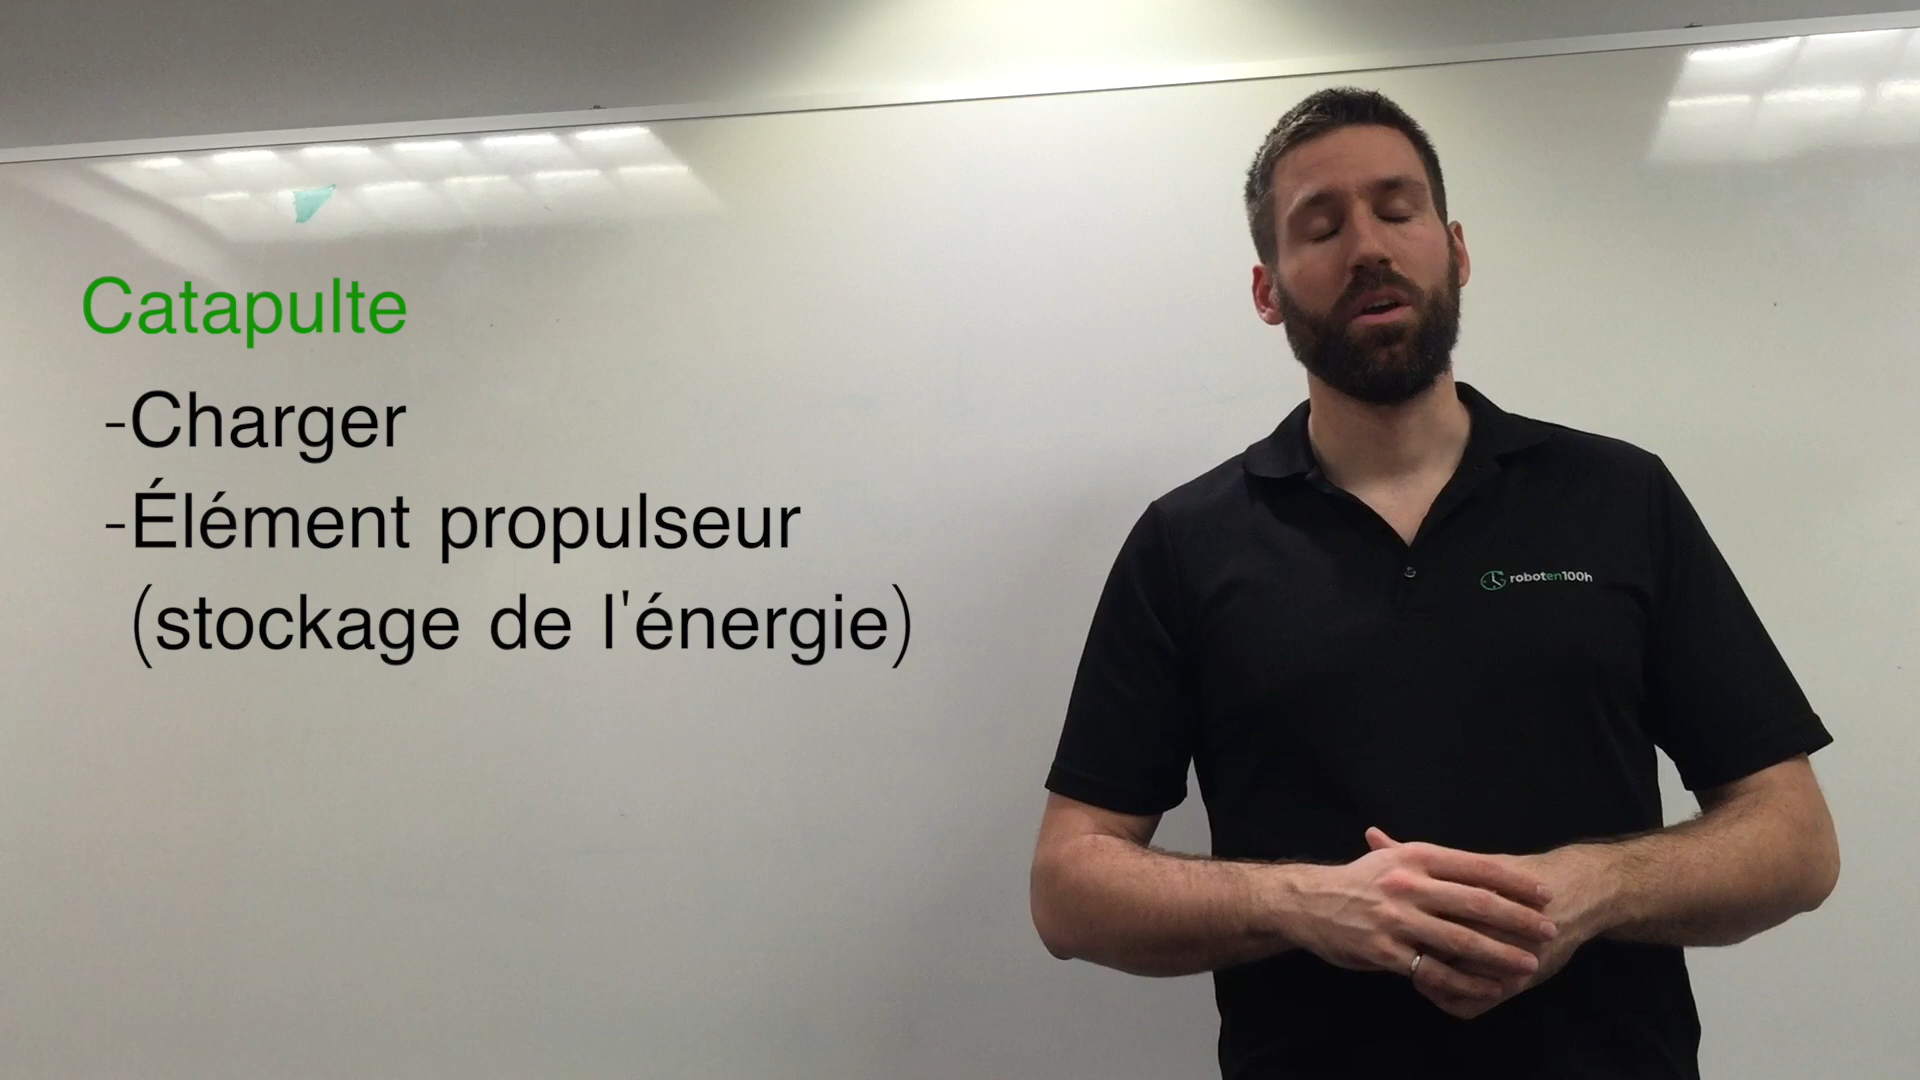 Catapulte
-Charger
-Élément propulseur
(stockage de l'énergie)
roboten100h